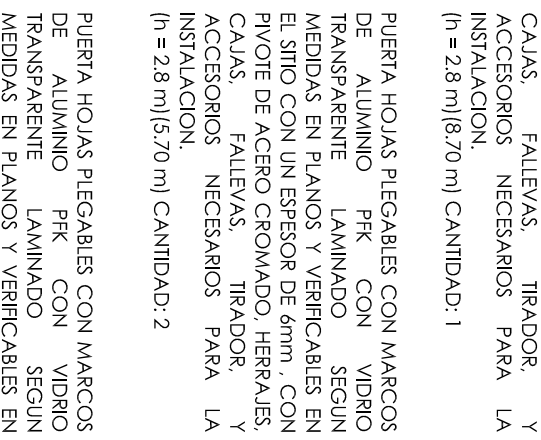 CAJAS, FALLEVAS, TIRADOR, Y
ACCESORIOS NECESARIOS PARA LA
INSTALACION.
(h = 2.8 m)(8.70 m) CANTIDAD: 1
PUERTA HOJAS PLEGABLES CON MARCOS
DE ALUMINIO PFK CON VIDRIO
TRANSPARENTE LAMINADO SEGUN
MEDIDAS EN PLANOS Y VERIFICABLES EN
EL SITIO CON UN ESPESOR DE 6mm , CON
PIVOTE DE ACERO CROMADO, HERRAJES,
CAJAS, FALLEVAS, TIRADOR, Y
ACCESORIOS NECESARIOS PARA LA
INSTALACION.
(h = 2.8 m)(5.70 m) CANTIDAD: 2
PUERTA HOJAS PLEGABLES CON MARCOS
DE ALUMINIO PFK CON VIDRIO
TRANSPARENTE LAMINADO SEGUN
MEDIDAS EN PLANOS Y VERIFICABLES EN